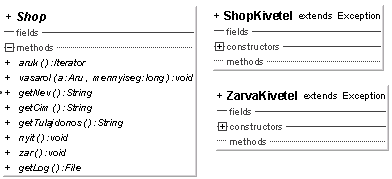 + Shop
fields
methods
+ aruk():Iterator
+ vasarol(a:Aru, mennyiseg:long):void
+ getNev():String
+ getCim():String
+ getTulajdonos():String
+ nyit():void
+ zar():void
+ getLog():File
+ ShopKivetel extends Exception
fields
constructors
methods
+ ZarvaKivetel extends Exception
fields
constructors
methods